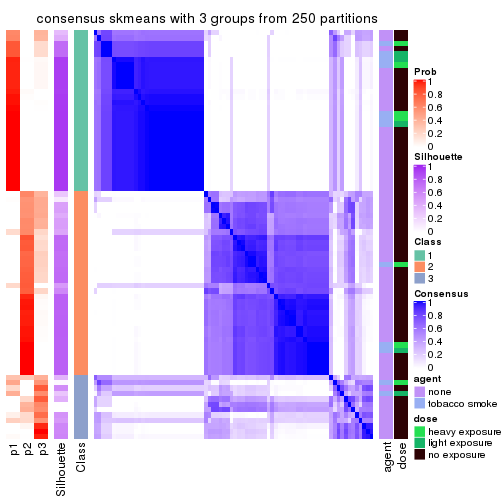 consensus skmeans with 3 groups from 250 partitions
Prob
1
0.8
0.6
0.4
0.2
0
Silhouette
1
0.8
0.6
0.4
0.2
0
Class
1
2
3
Consensus
1
0.8
0.6
0.4
0.2
0
agent
none
tobacco smoke
dose
heavy exposure
light exposure
no exposure
p1
p2
p3
Silhouette
Class
agent
dose